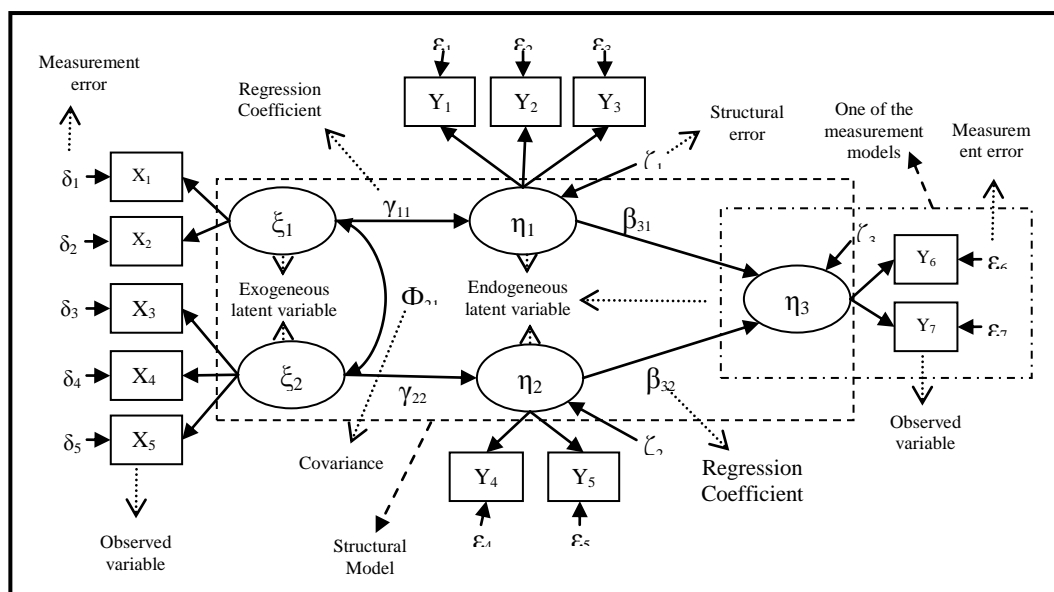 ε₁
ε₂
ε₃
Measurement
error
Regression
Coefficient
Y₁
Y₂
Y₃
Structural
error
One of the
measurement
models
Measurem
ent error
δ₁
X₁
ζ₁
ξ₁
γ₁₁
η₁
β₃₁
δ₂
X₂
ζ₃
Y₆
ε₆
δ₃
X₃
Exogeneous
latent variable
Φ₂₁
Endogeneous
latent variable
η₃
Y₇
ε₇
δ₄
X₄
ξ₂
γ₂₂
η₂
β₃₂
δ₅
X₅
Observed
variable
ζ₂
Covariance
Y₄
Y₅
Regression
Coefficient
Observed
variable
Structural
Model
ε₄
ε₅